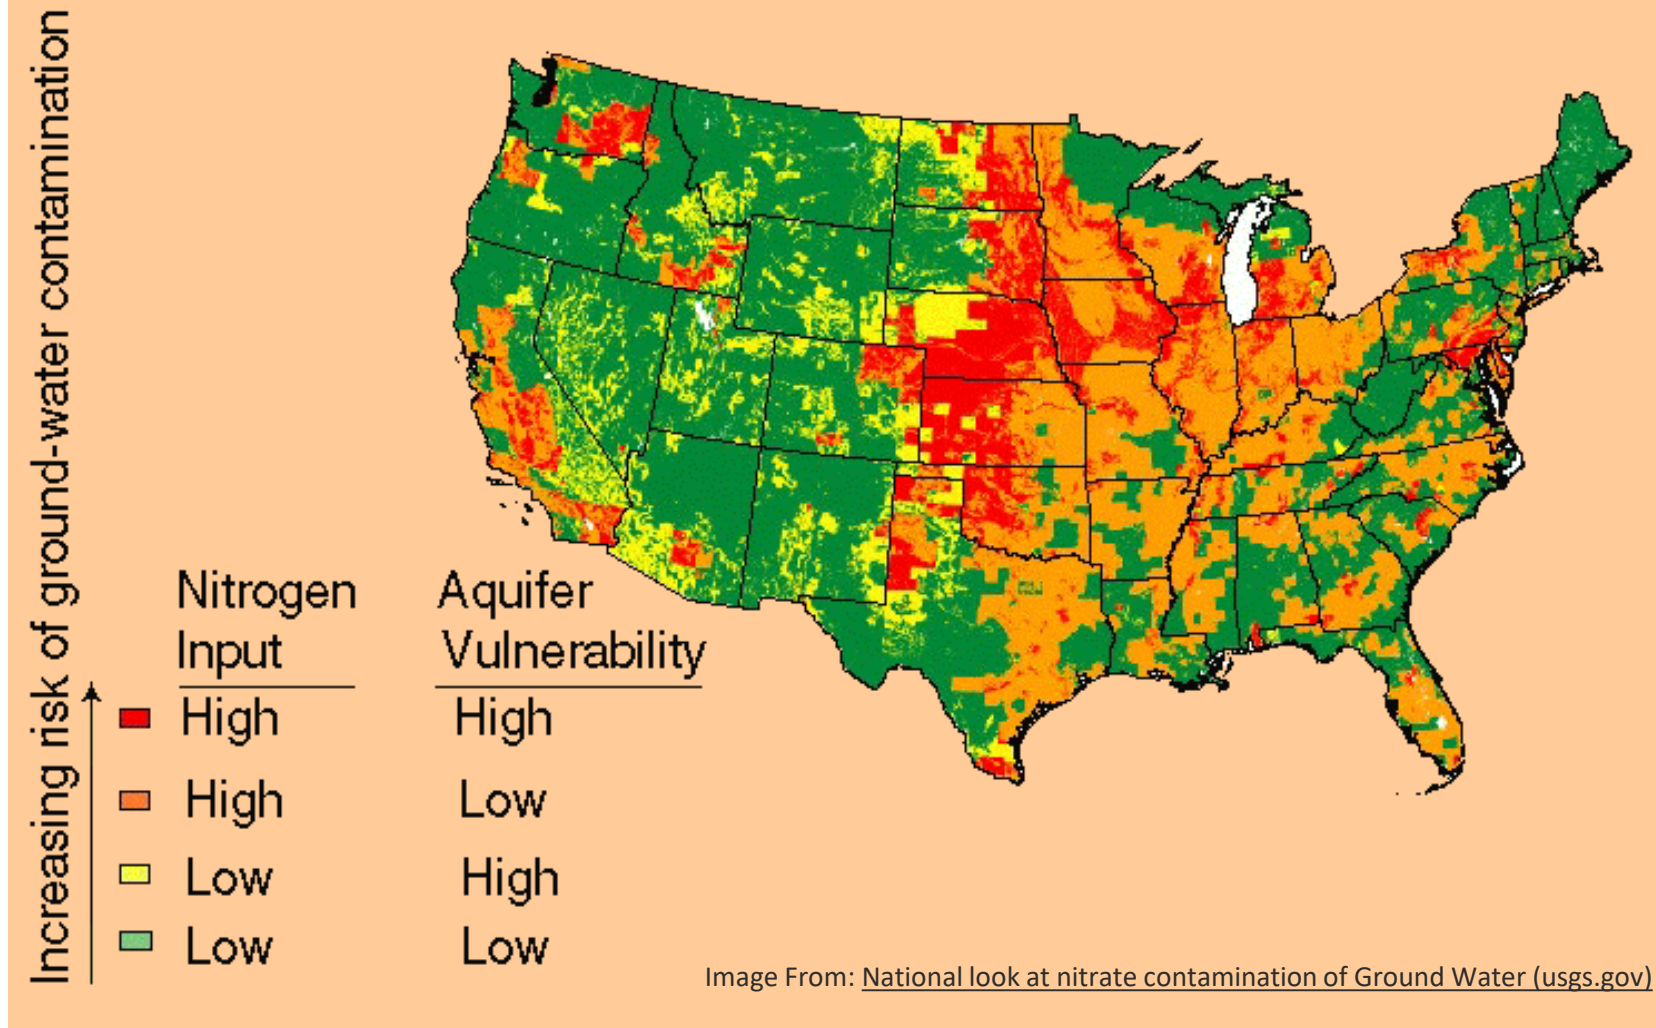 Increasing risk of ground-water contamination
Nitrogen Aquifer
Input Vulnerability
High High
High Low
Low High
Low Low
Image From: National look at nitrate contamination of Ground Water (usgs.gov)